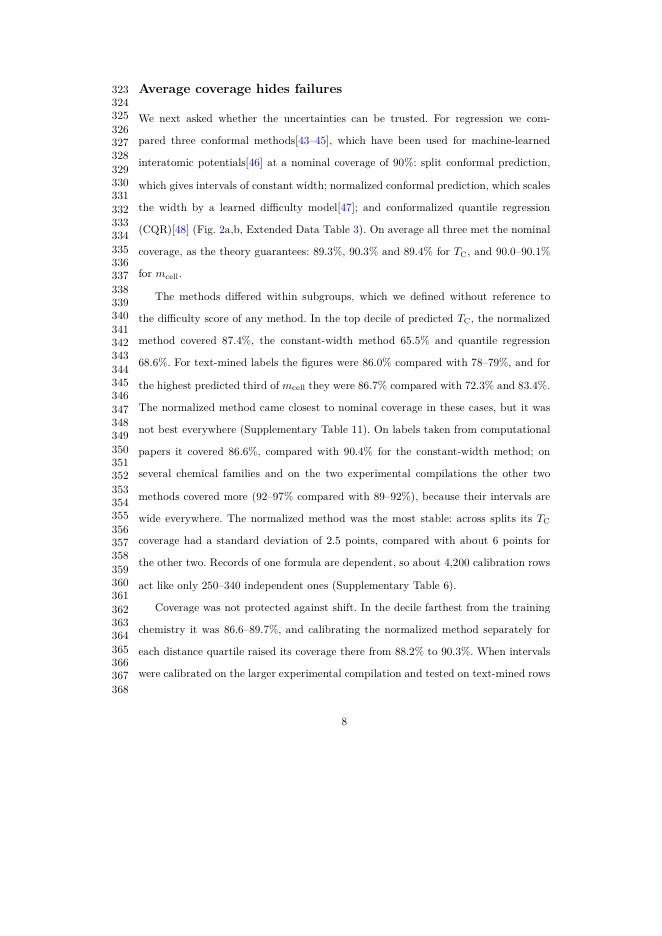 323 Average coverage hides failures
324
325 We next asked whether the uncertainties can be trusted. For regression we com-
326
327 pared three conformal methods[43–45], which have been used for machine-learned
328
329 interatomic potentials[46] at a nominal coverage of 90%: split conformal prediction,
330 which gives intervals of constant width; normalized conformal prediction, which scales
331
332 the width by a learned difficulty model[47]; and conformalized quantile regression
333
334 (CQR)[48] (Fig. 2a,b, Extended Data Table 3). On average all three met the nominal
335 coverage, as the theory guarantees: 89.3%, 90.3% and 89.4% for T_C, and 90.0–90.1%
336
337 for m_cell.
338 The methods differed within subgroups, which we defined without reference to
339
340 the difficulty score of any method. In the top decile of predicted T_C, the normalized
341
342 method covered 87.4%, the constant-width method 65.5% and quantile regression
343
344 68.6%. For text-mined labels the figures were 86.0% compared with 78–79%, and for
345 the highest predicted third of m_cell they were 86.7% compared with 72.3% and 83.4%.
346
347 The normalized method came closest to nominal coverage in these cases, but it was
348
349 not best everywhere (Supplementary Table 11). On labels taken from computational
350 papers it covered 86.6%, compared with 90.4% for the constant-width method; on
351
352 several chemical families and on the two experimental compilations the other two
353
354 methods covered more (92–97% compared with 89–92%), because their intervals are
355 wide everywhere. The normalized method was the most stable: across splits its T_C
356
357 coverage had a standard deviation of 2.5 points, compared with about 6 points for
358
359 the other two. Records of one formula are dependent, so about 4,200 calibration rows
360 act like only 250–340 independent ones (Supplementary Table 6).
361
362 Coverage was not protected against shift. In the decile farthest from the training
363
364 chemistry it was 86.6–89.7%, and calibrating the normalized method separately for
365 each distance quartile raised its coverage there from 88.2% to 90.3%. When intervals
366
367 were calibrated on the larger experimental compilation and tested on text-mined rows
368
8